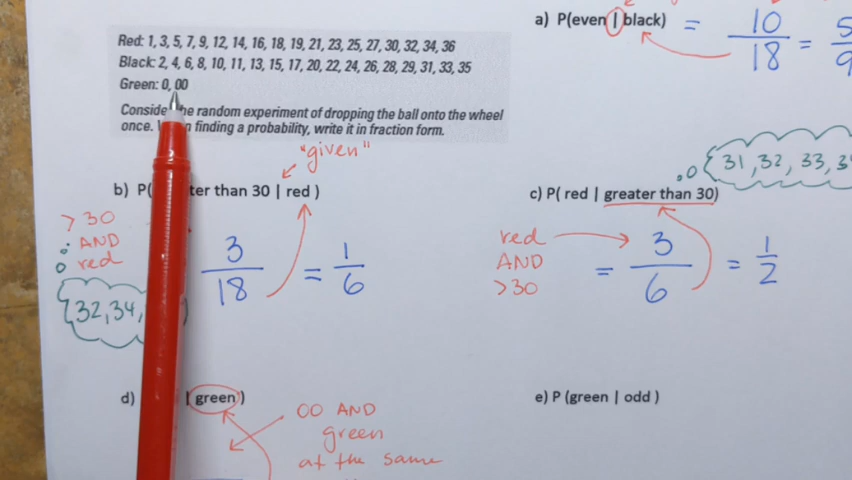 a) P(even | black) = 10/18 = 5/9
Red: 1, 3, 5, 7, 9, 12, 14, 16, 18, 19, 21, 23, 25, 27, 30, 32, 34, 36
Black: 2, 4, 6, 8, 10, 11, 13, 15, 17, 20, 22, 24, 26, 28, 29, 31, 33, 35
Green: 0, 00
the random experiment of dropping the ball onto the wheel
once. finding a probability, write it in fraction form.
"given"
31, 32, 33,
b) P( than 30 | red )
c) P( red | greater than 30)
> 30
AND
red
3/18 = 1/6
32, 34,
red
AND
>30
= 3/6 = 1/2
d) | green )
00 AND
green
at the same
e) P (green | odd )